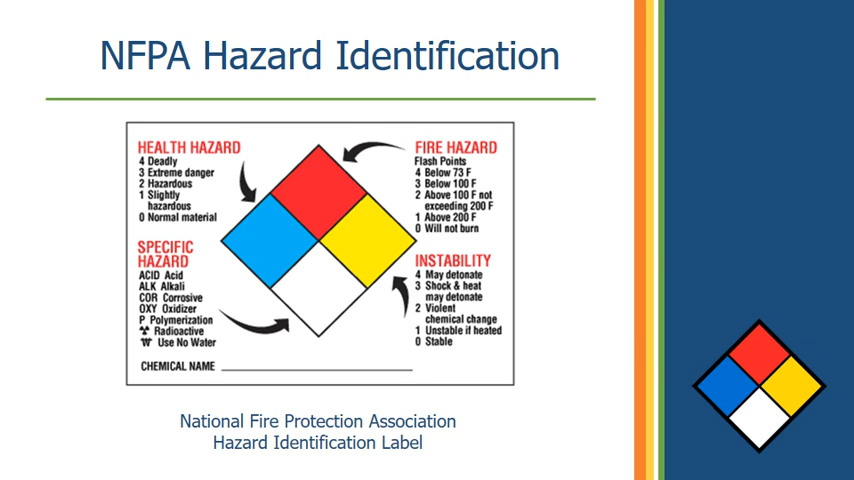 NFPA Hazard Identification
HEALTH HAZARD
4 Deadly
3 Extreme danger
2 Hazardous
1 Slightly
hazardous
0 Normal material
FIRE HAZARD
Flash Points
4 Below 73 F
3 Below 100 F
2 Above 100 F not
exceeding 200 F
1 Above 200 F
0 Will not burn
SPECIFIC
HAZARD
ACID Acid
ALK Alkali
COR Corrosive
OXY Oxidizer
P Polymerization
☢ Radioactive
W Use No Water
INSTABILITY
4 May detonate
3 Shock & heat
may detonate
2 Violent
chemical change
1 Unstable if heated
0 Stable
CHEMICAL NAME
National Fire Protection Association
Hazard Identification Label